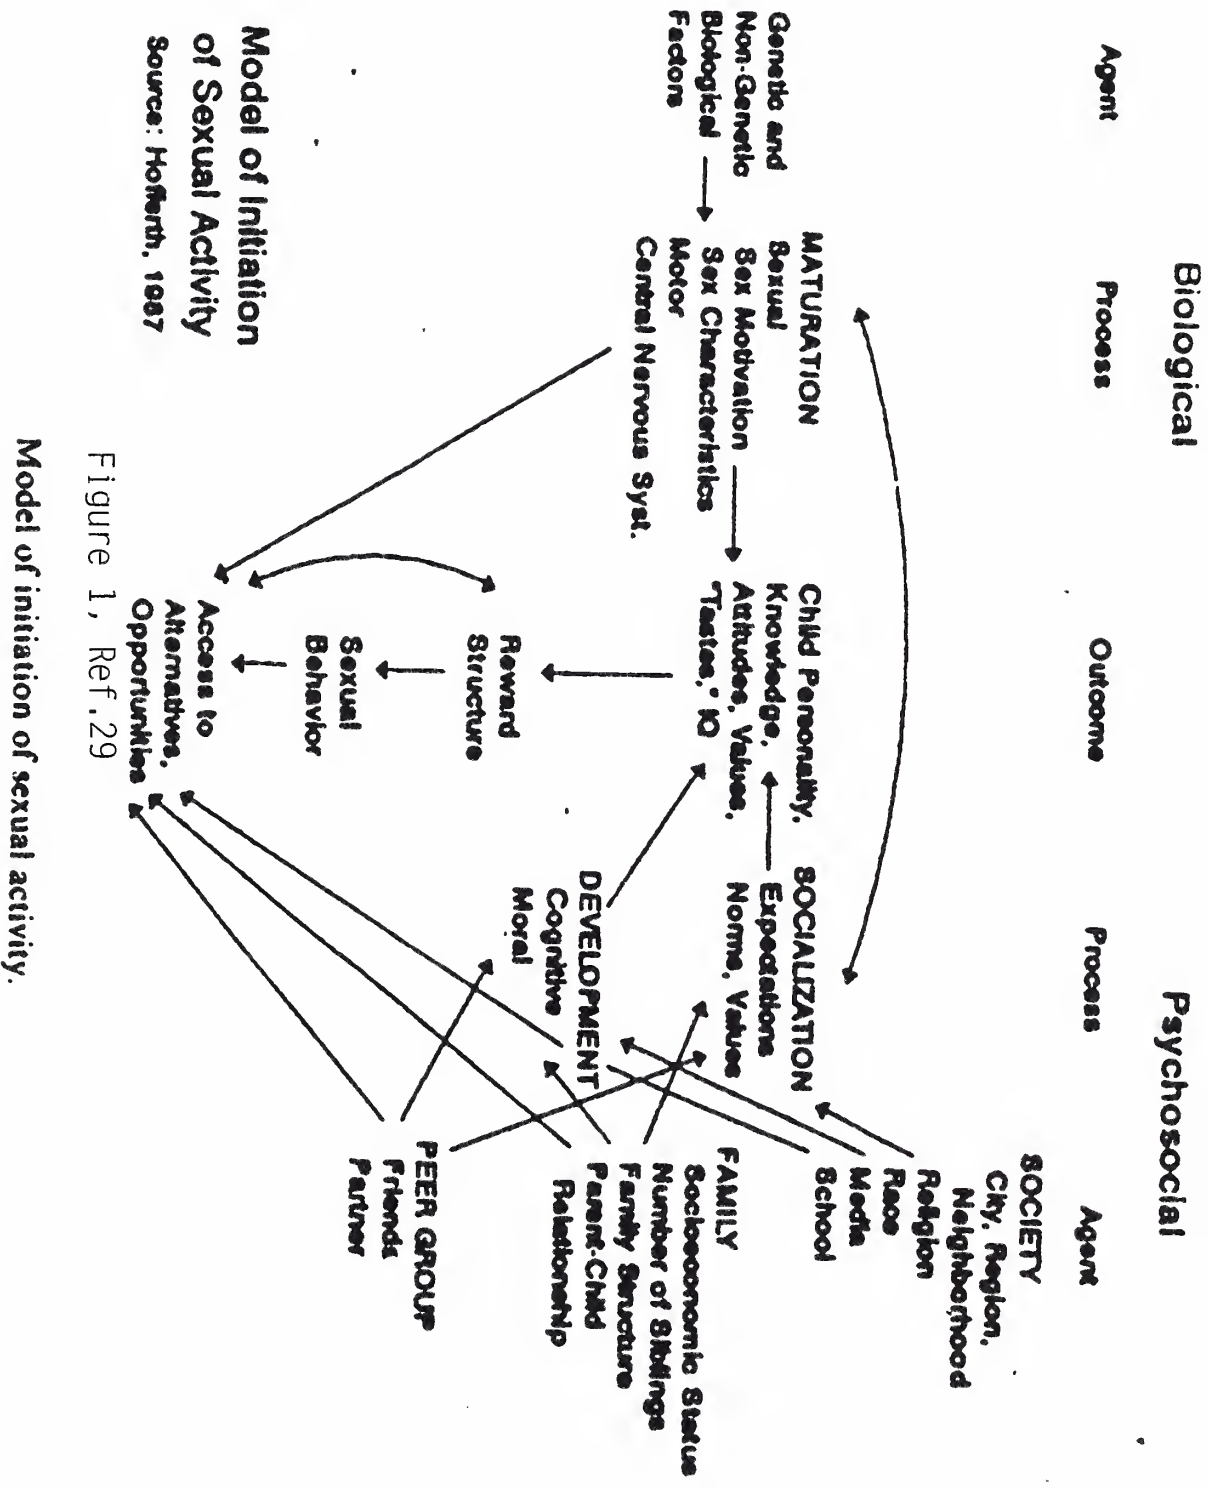 Biological
Psychosocial
Agent
Process
Outcome
Process
Agent
Genetic and
Non-Genetic
Biological
Factors
MATURATION
Sexual
Sex Motivation
Sex Characteristics
Motor
Central Nervous Syst.
Child Personality,
Knowledge,
Attitudes, Values,
"Tastes," IQ
Reward
Structure
Sexual
Behavior
Access to
Alternatives,
Opportunities
SOCIALIZATION
Expectations
Norms, Values
DEVELOPMENT
Cognitive
Moral
SOCIETY
City, Region,
Neighborhood
Religion
Race
Media
School
FAMILY
Socioeconomic Status
Number of Siblings
Family Structure
Parent-Child
Relationship
PEER GROUP
Friends
Partner
Model of Initiation
of Sexual Activity
Source: Hofferth, 1987
Figure 1, Ref.29
Model of initiation of sexual activity.